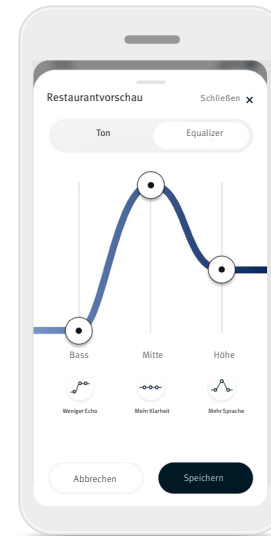 Restaurantvorschau Schließen ×
Ton Equalizer
Bass Mitte Höhe
Weniger Echo Mehr Klarheit Mehr Sprache
Abbrechen Speichern